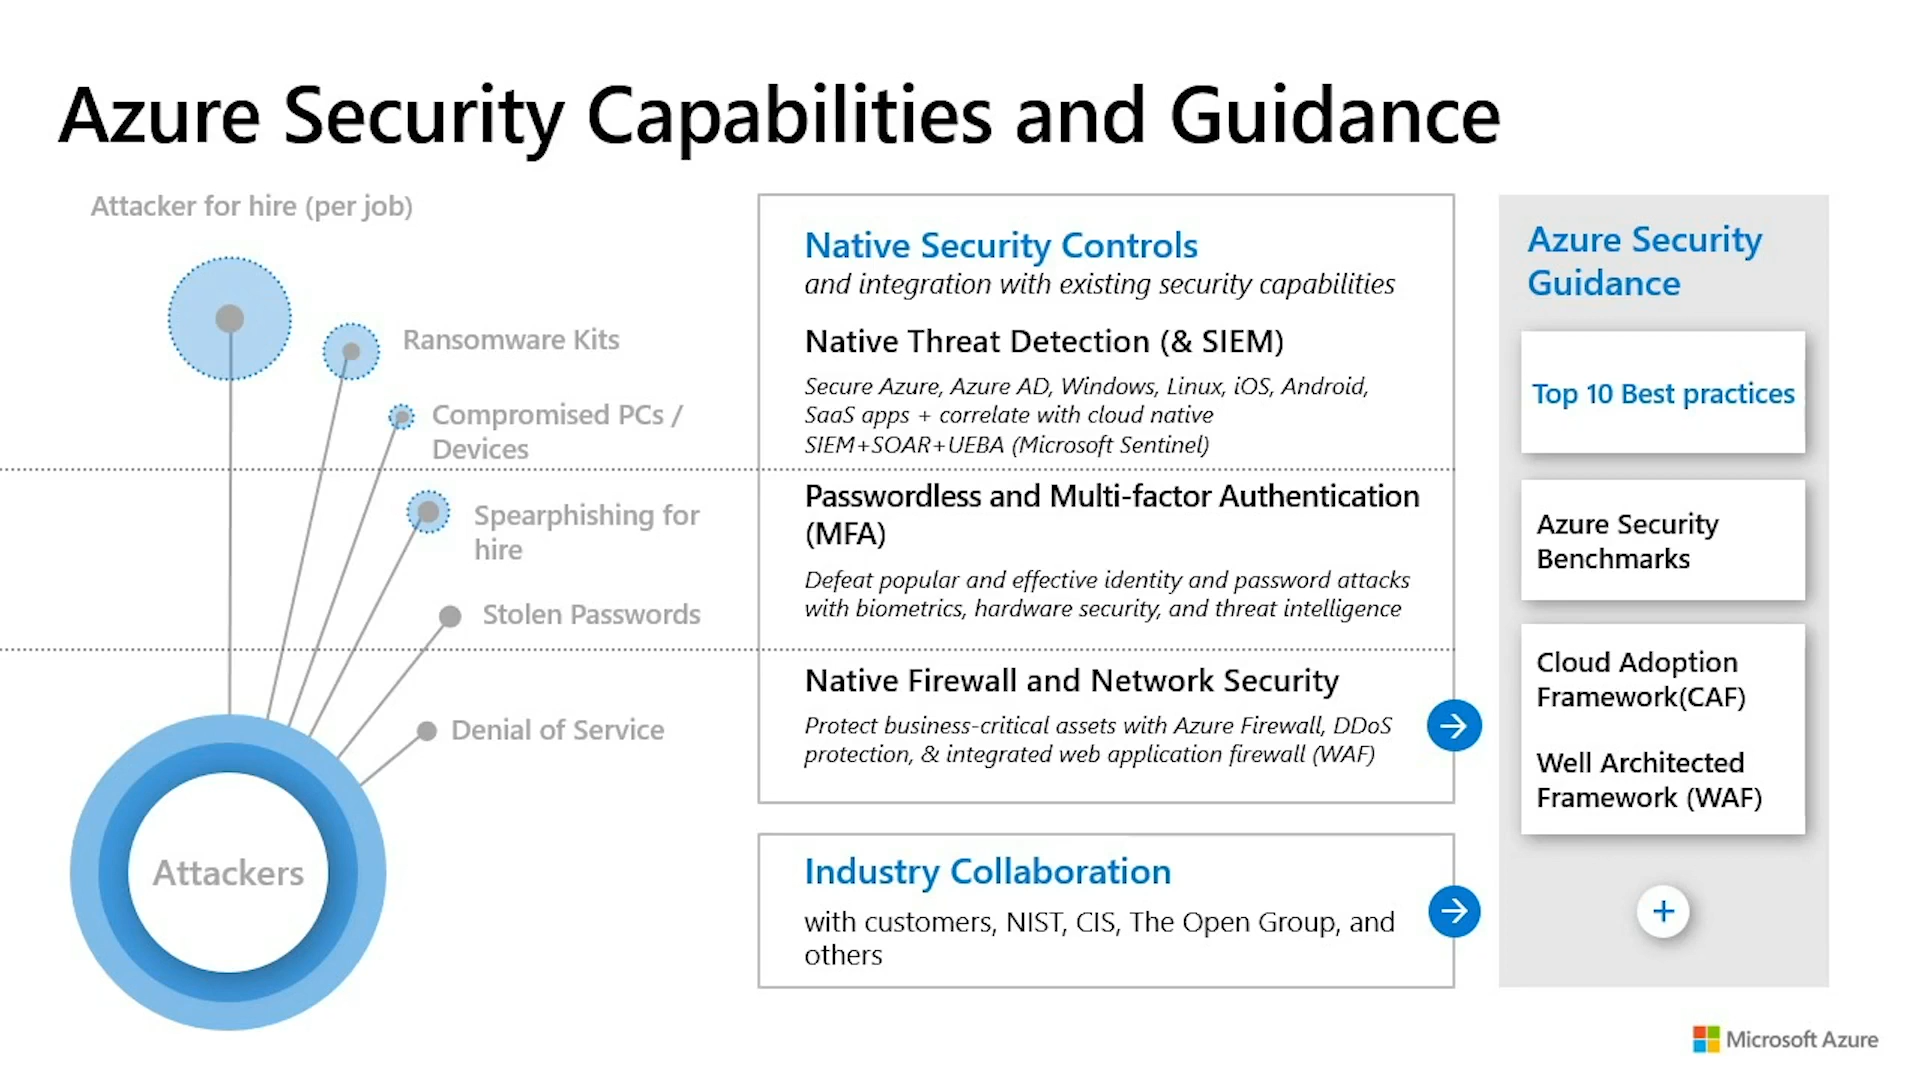 Azure Security Capabilities and Guidance
Attacker for hire (per job)
Ransomware Kits
Compromised PCs /
Devices
Spearphishing for
hire
Stolen Passwords
Denial of Service
Attackers
Native Security Controls
and integration with existing security capabilities
Native Threat Detection (& SIEM)
Secure Azure, Azure AD, Windows, Linux, iOS, Android,
SaaS apps + correlate with cloud native
SIEM+SOAR+UEBA (Microsoft Sentinel)
Passwordless and Multi-factor Authentication
(MFA)
Defeat popular and effective identity and password attacks
with biometrics, hardware security, and threat intelligence
Native Firewall and Network Security
Protect business-critical assets with Azure Firewall, DDoS
protection, & integrated web application firewall (WAF)
Industry Collaboration
with customers, NIST, CIS, The Open Group, and
others
Azure Security
Guidance
Top 10 Best practices
Azure Security
Benchmarks
Cloud Adoption
Framework(CAF)
Well Architected
Framework (WAF)
Microsoft Azure